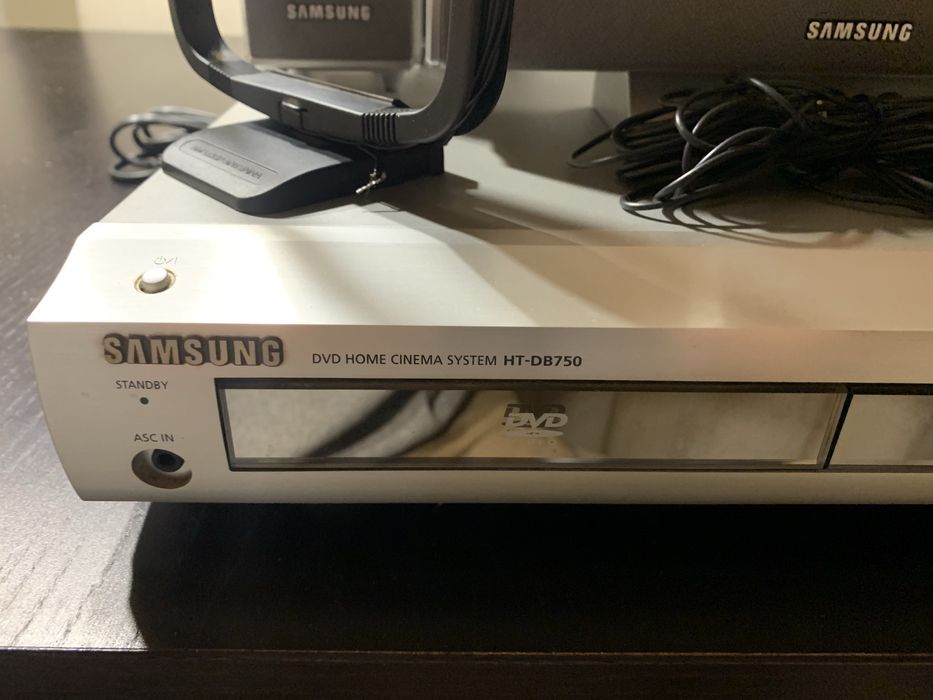 SAMSUNG
SAMSUNG
SAMSUNG
DVD HOME CINEMA SYSTEM HT-DB750
STANDBY
ASC IN
DVD